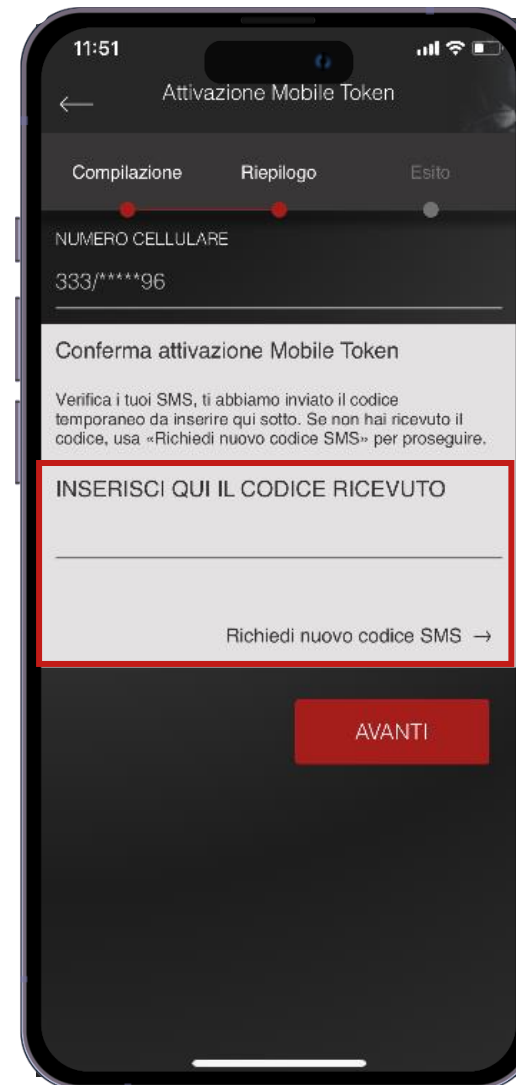 11:51
Attivazione Mobile Token
Compilazione Riepilogo Esito
NUMERO CELLULARE
333/*****96
Conferma attivazione Mobile Token
Verifica i tuoi SMS, ti abbiamo inviato il codice
temporaneo da inserire qui sotto. Se non hai ricevuto il
codice, usa «Richiedi nuovo codice SMS» per proseguire.
INSERISCI QUI IL CODICE RICEVUTO
Richiedi nuovo codice SMS →
AVANTI